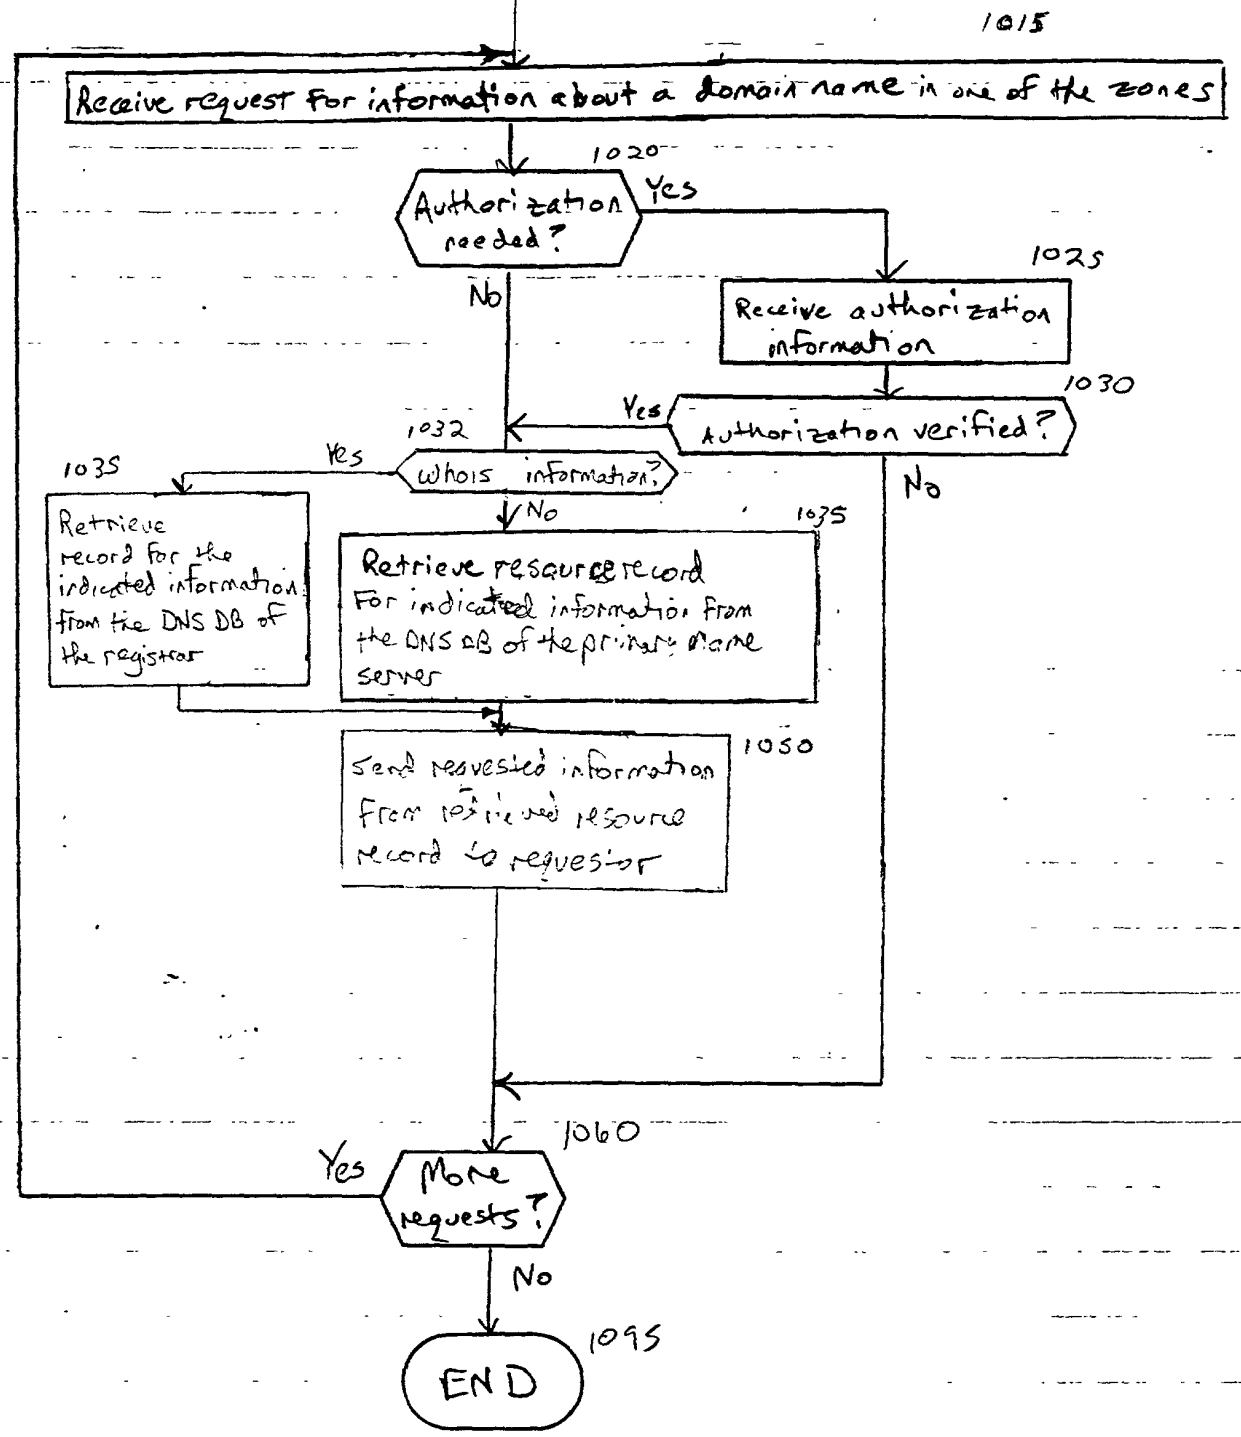 1015
Receive request for information about a domain name in one of the zones
1020
Authorization
needed?
Yes
No
1025
Receive authorization
information
1030
Authorization verified?
Yes
No
1032
Whois information?
Yes
No
1035
Retrieve
record for the
indicated information
from the DNS DB of
the registrar
1035
Retrieve resource record
For indicated information from
the DNS DB of the primary name
server
1050
Send requested information
from retrieved resource
record to requestor
1060
More
requests?
Yes
No
1095
END